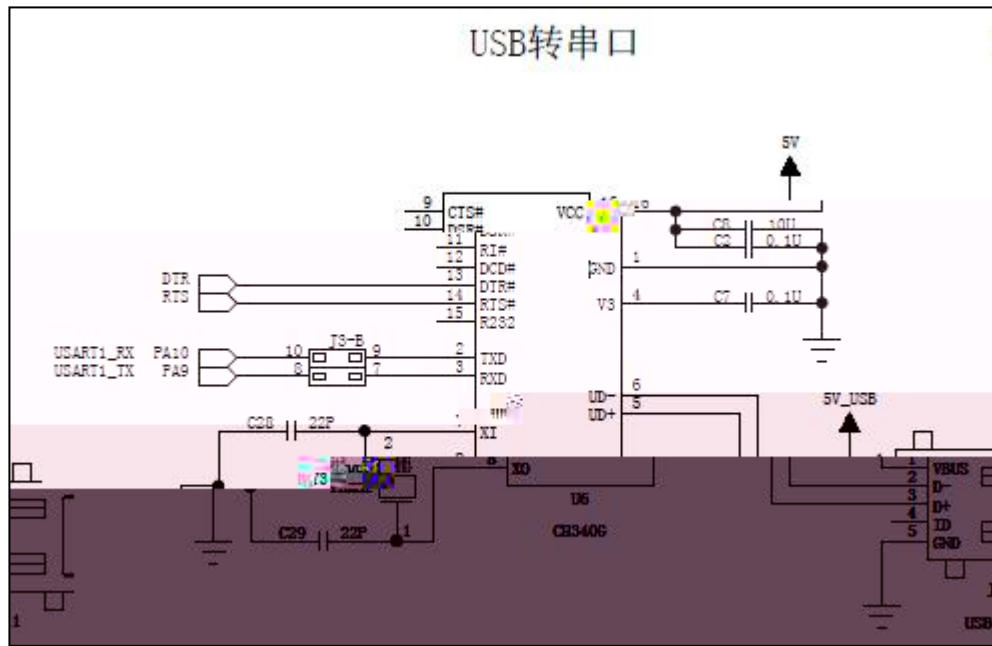 USB转串口
5V
9 CTS# VCC
10
C6 10U
11 RI# C2 0.1U
12 DCD# GND 1
DTR 13 DTR#
RTS 14 RTS# V3 4 C7 0.1U
15 R232
J3-B
USART1_RX PA10 10 9 2 TXD
USART1_TX PA9 8 7 3 RXD
UD- 6
UD+ 5 5V_USB
C28 22P XI
2
8 XO 1 VBUS
2 D-
U6 3 D+
4 ID
C29 22P 1 CH340G 5 GND
1 USB